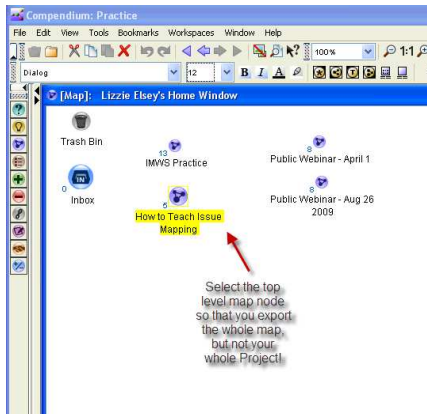 Compendium: Practice
File Edit View Tools Bookmarks Workspaces Window Help
100% 1:1
Dialog 12 B I A
[Map]: Lizzie Elsey's Home Window
Trash Bin
13
IMWS Practice
8
Public Webinar - April 1
IN
0
Inbox
6
How to Teach Issue
Mapping
8
Public Webinar - Aug 26
2009
Select the top
level map node
so that you export
the whole map,
but not your
whole Project!